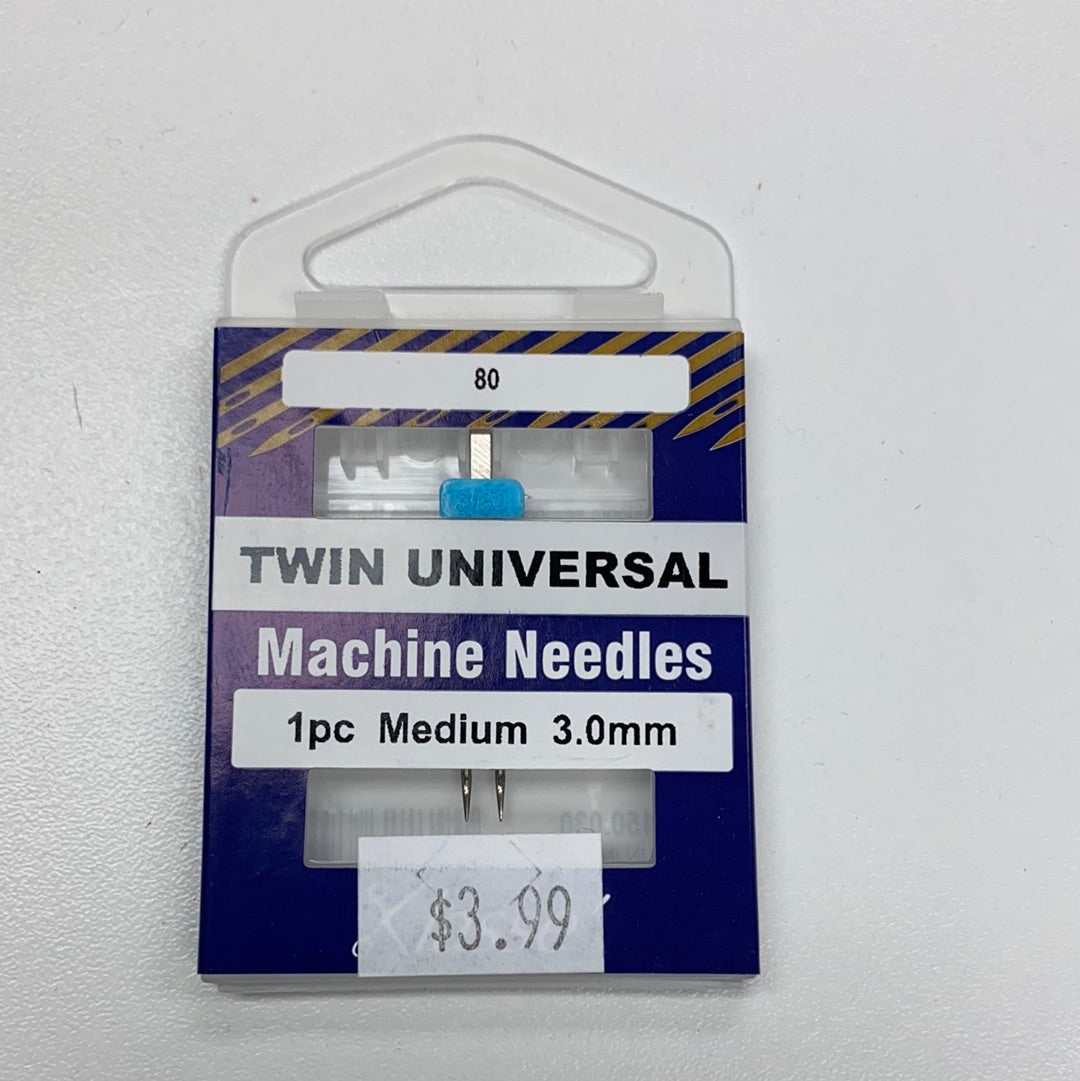 80
TWIN UNIVERSAL
Machine Needles
1pc Medium 3.0mm
$3.99